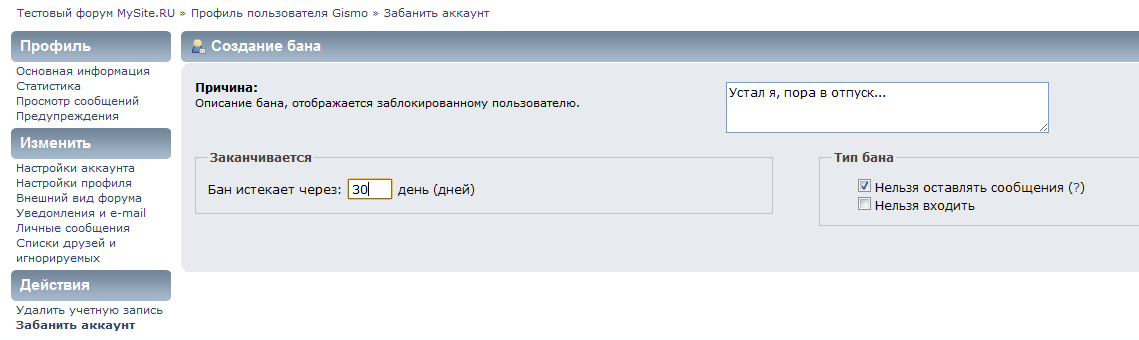 Тестовый форум MySite.RU » Профиль пользователя Gismo » Забанить аккаунт
Профиль
Основная информация
Статистика
Просмотр сообщений
Предупреждения
Изменить
Настройки аккаунта
Настройки профиля
Внешний вид форума
Уведомления и e-mail
Личные сообщения
Списки друзей и
игнорируемых
Действия
Удалить учетную запись
Забанить аккаунт
Создание бана
Причина:
Описание бана, отображается заблокированному пользователю.
Устал я, пора в отпуск...
Заканчивается
Бан истекает через: 30 день (дней)
Тип бана
Нельзя оставлять сообщения (?)
Нельзя входить